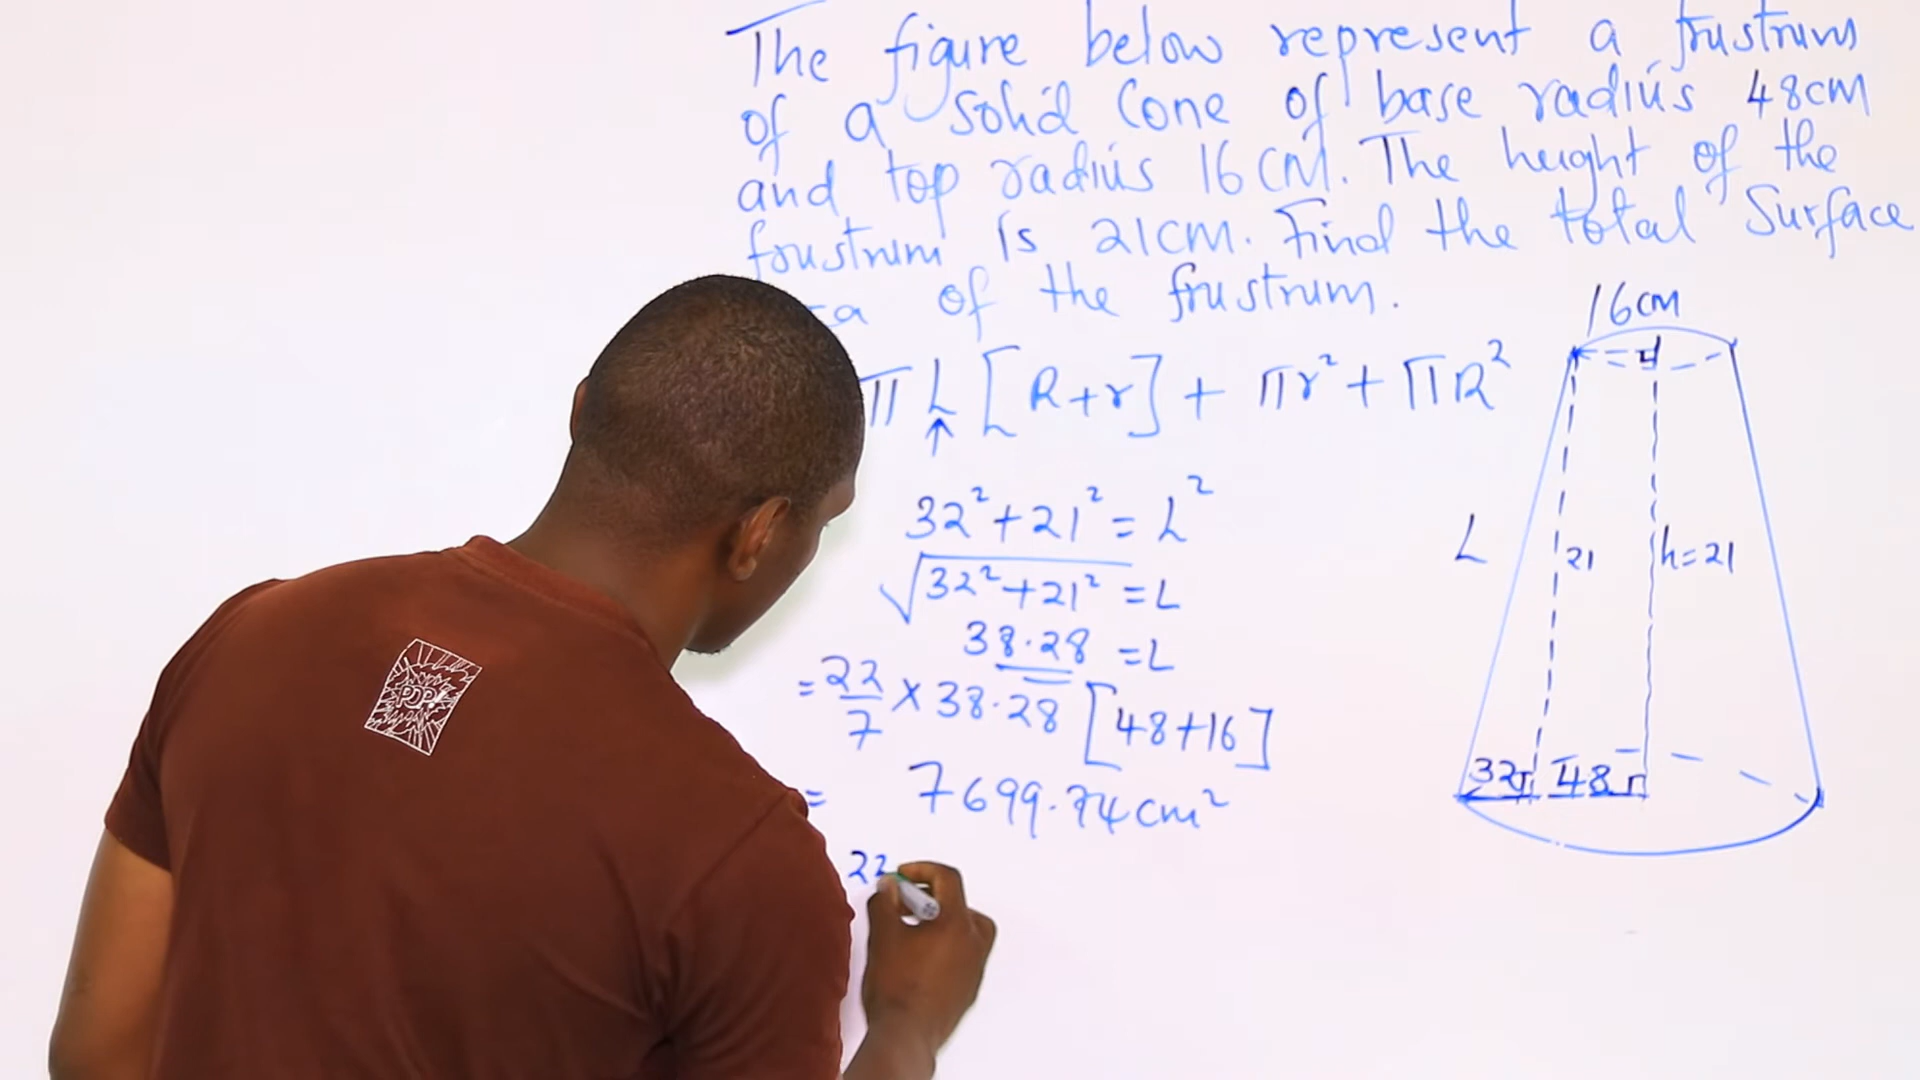 The figure below represent a frustrum
of a solid cone of base radius 48cm
and top radius 16cm. The height of the
frustrum is 21cm. Find the total surface
of the frustrum.
16cm
π L [R+r] + πr² + πR²
↑
32² + 21² = L²
√32² + 21² = L
38.28 = L
= 22/7 × 38.28 [48+16]
= 7699.74cm²
22
L
21
h=21
32
48
POP!